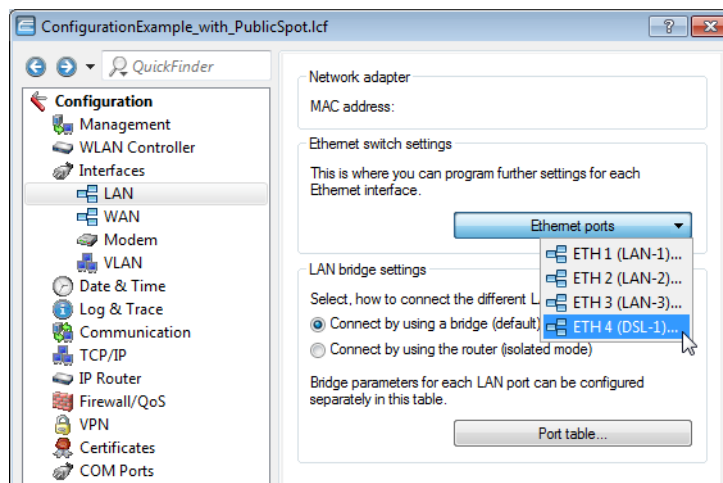 ConfigurationExample_with_PublicSpot.lcf
QuickFinder
Configuration
Management
WLAN Controller
Interfaces
LAN
WAN
Modem
VLAN
Date & Time
Log & Trace
Communication
TCP/IP
IP Router
Firewall/QoS
VPN
Certificates
COM Ports
Network adapter
MAC address:
Ethernet switch settings
This is where you can program further settings for each
Ethernet interface.
Ethernet ports
ETH 1 (LAN-1)...
ETH 2 (LAN-2)...
ETH 3 (LAN-3)...
ETH 4 (DSL-1)...
LAN bridge settings
Select, how to connect the different
Connect by using a bridge (default)
Connect by using the router (isolated mode)
Bridge parameters for each LAN port can be configured
separately in this table.
Port table...